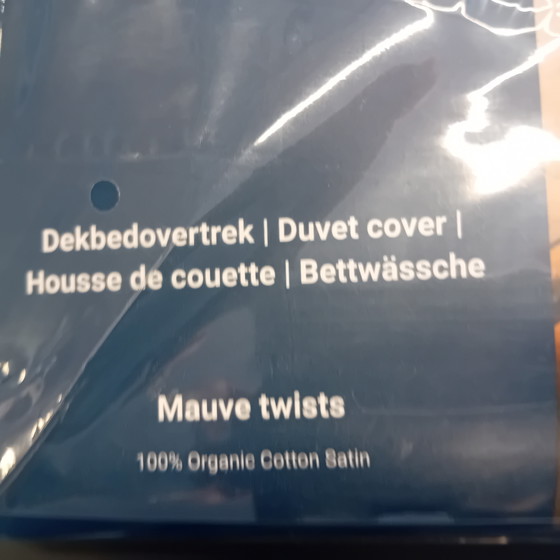 Dekbedovertrek | Duvet cover |
Housse de couette | Bettwässche
Mauve twists
100% Organic Cotton Satin